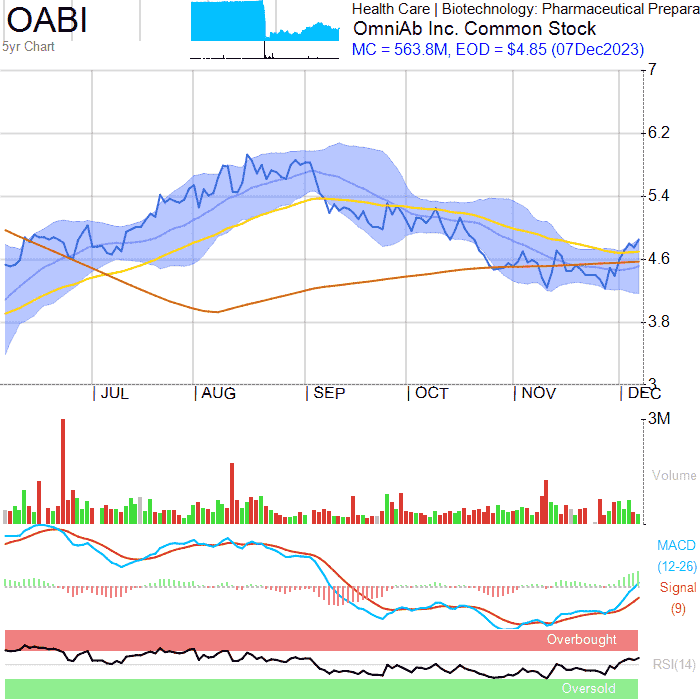 OABI
5yr Chart
Health Care | Biotechnology: Pharmaceutical Prepara
OmniAb Inc. Common Stock
MC = 563.8M, EOD = $4.85 (07Dec2023)
7
6.2
5.4
4.6
3.8
3
JUL AUG SEP OCT NOV DEC
3M
Volume
MACD
(12-26)
Signal
(9)
Overbought
RSI(14)
Oversold